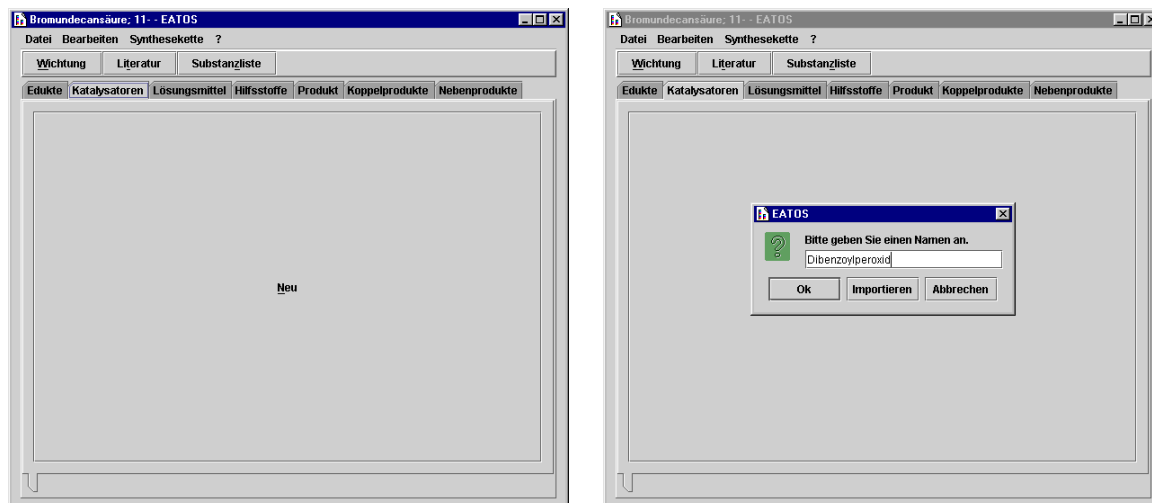 Bromundecansäure; 11- - EATOS
Datei Bearbeiten Synthesekette ?
Wichtung Literatur Substanzliste
Edukte Katalysatoren Lösungsmittel Hilfsstoffe Produkt Koppelprodukte Nebenprodukte
Neu
Bromundecansäure; 11- - EATOS
Datei Bearbeiten Synthesekette ?
Wichtung Literatur Substanzliste
Edukte Katalysatoren Lösungsmittel Hilfsstoffe Produkt Koppelprodukte Nebenprodukte
EATOS
Bitte geben Sie einen Namen an.
Dibenzoylperoxid
Ok Importieren Abbrechen